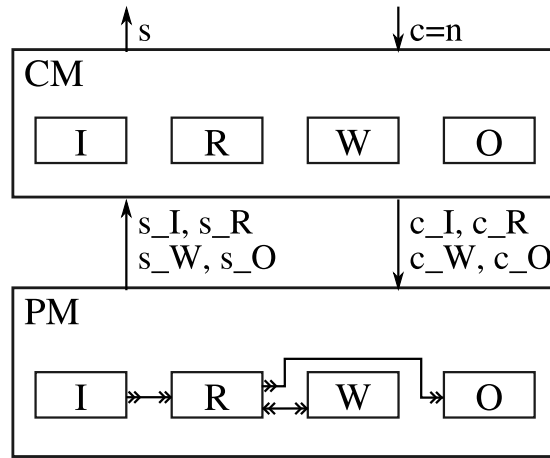 s
c=n
CM
I R W O
s_I, s_R
s_W, s_O
c_I, c_R
c_W, c_O
PM
I R W O